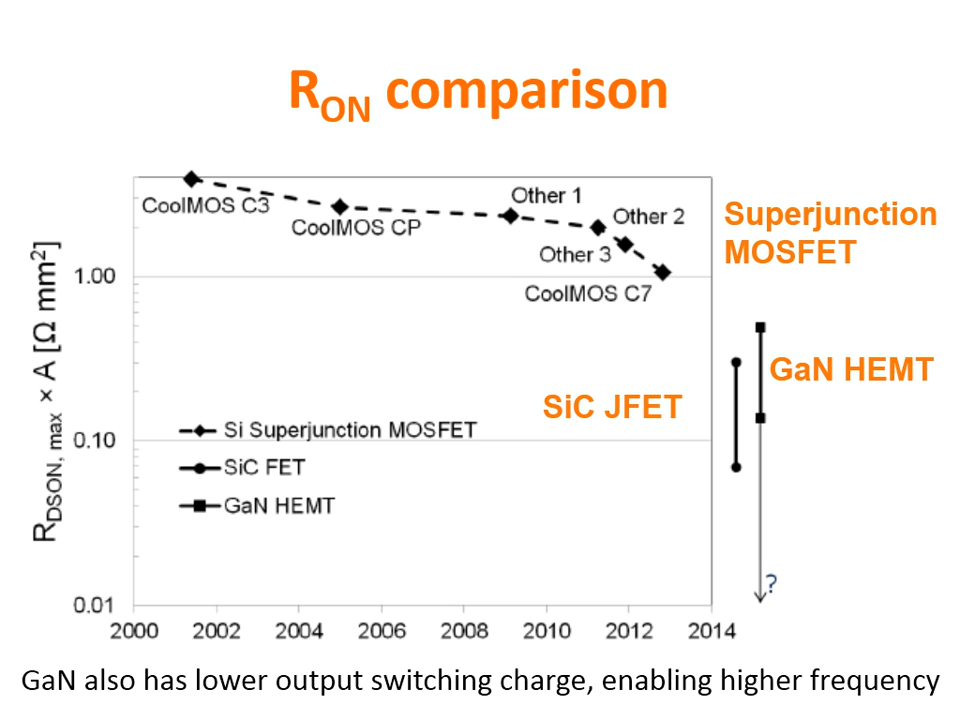 R_ON comparison
CoolMOS C3
CoolMOS CP
Other 1
Other 2
Other 3
CoolMOS C7
Superjunction
MOSFET
GaN HEMT
SiC JFET
R_DSON, max × A [Ω mm²]
1.00
0.10
0.01
Si Superjunction MOSFET
SiC FET
GaN HEMT
?
2000 2002 2004 2006 2008 2010 2012 2014
GaN also has lower output switching charge, enabling higher frequency